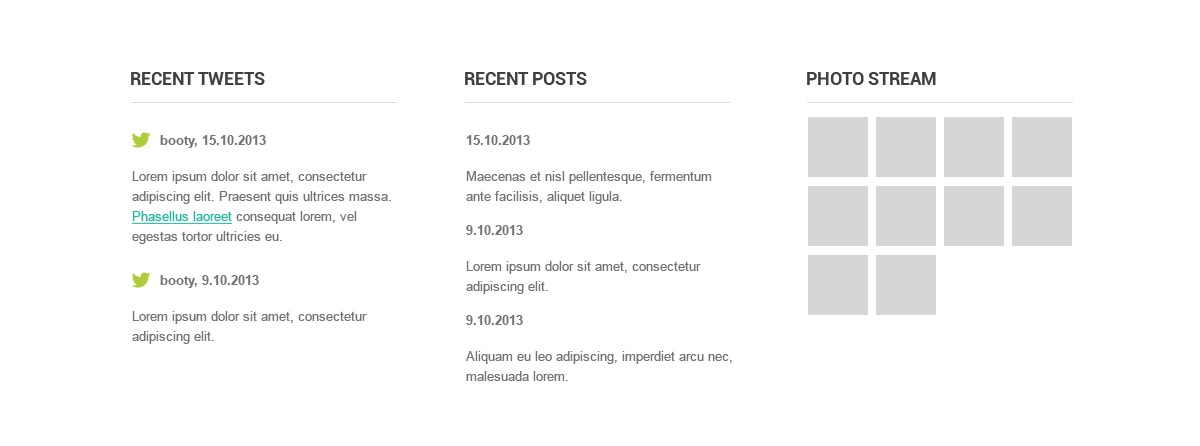 RECENT TWEETS
booty, 15.10.2013
Lorem ipsum dolor sit amet, consectetur
adipiscing elit. Praesent quis ultrices massa.
Phasellus laoreet consequat lorem, vel
egestas tortor ultricies eu.
booty, 9.10.2013
Lorem ipsum dolor sit amet, consectetur
adipiscing elit.
RECENT POSTS
15.10.2013
Maecenas et nisl pellentesque, fermentum
ante facilisis, aliquet ligula.
9.10.2013
Lorem ipsum dolor sit amet, consectetur
adipiscing elit.
9.10.2013
Aliquam eu leo adipiscing, imperdiet arcu nec,
malesuada lorem.
PHOTO STREAM